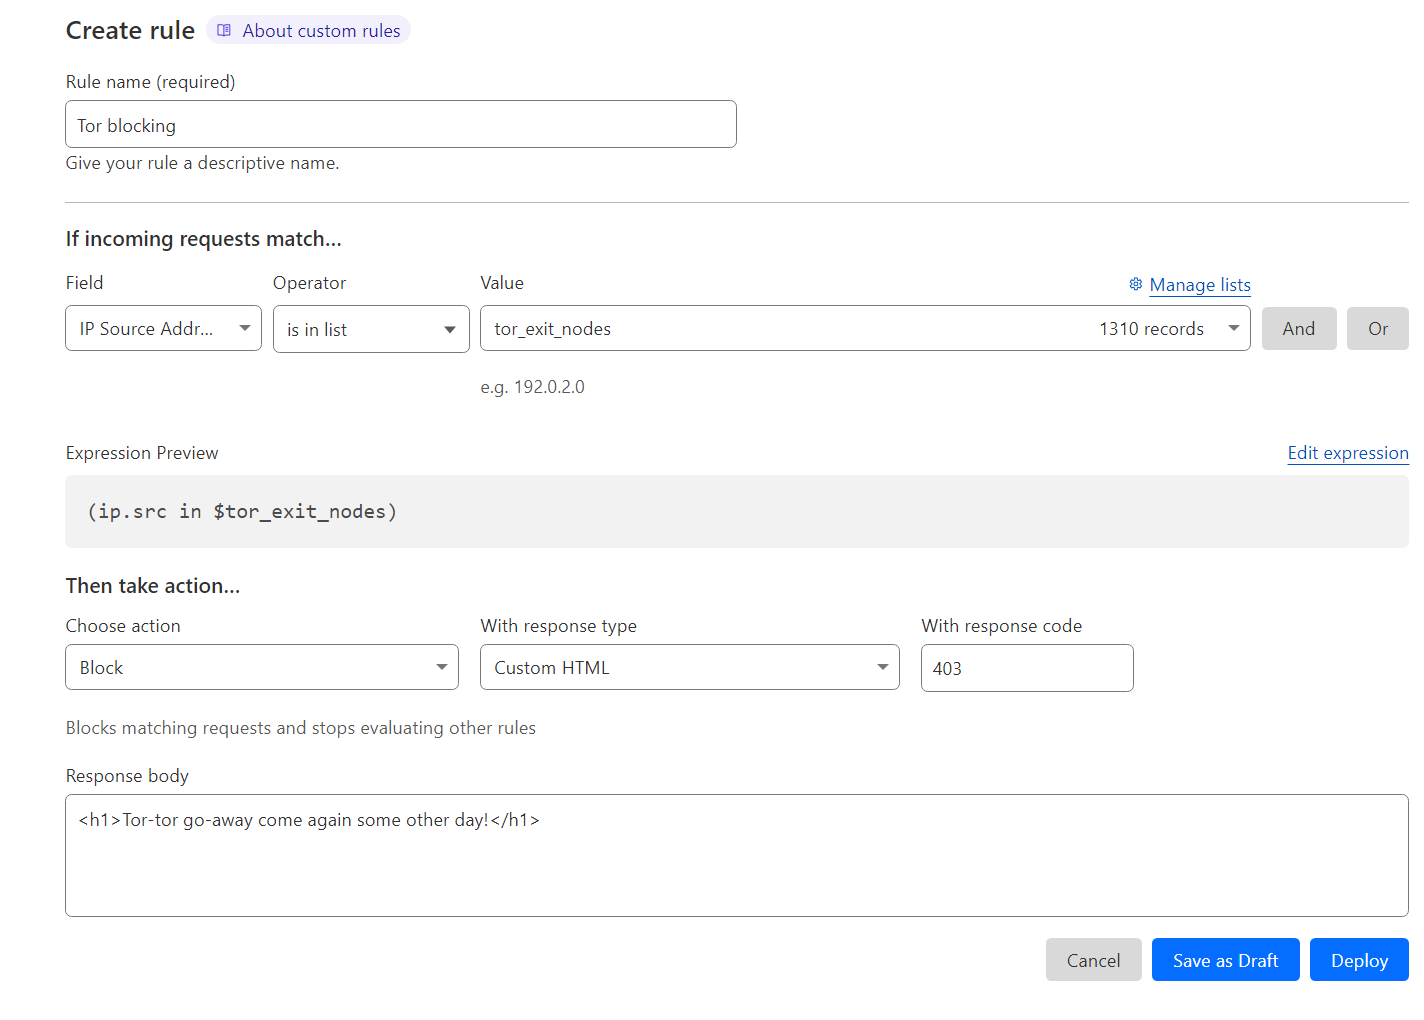 Create rule About custom rules
Rule name (required)
Tor blocking
Give your rule a descriptive name.
If incoming requests match...
Field Operator Value Manage lists
IP Source Addr... is in list tor_exit_nodes 1310 records And Or
e.g. 192.0.2.0
Expression Preview Edit expression
(ip.src in $tor_exit_nodes)
Then take action...
Choose action With response type With response code
Block Custom HTML 403
Blocks matching requests and stops evaluating other rules
Response body
<h1>Tor-tor go-away come again some other day!</h1>
Cancel Save as Draft Deploy